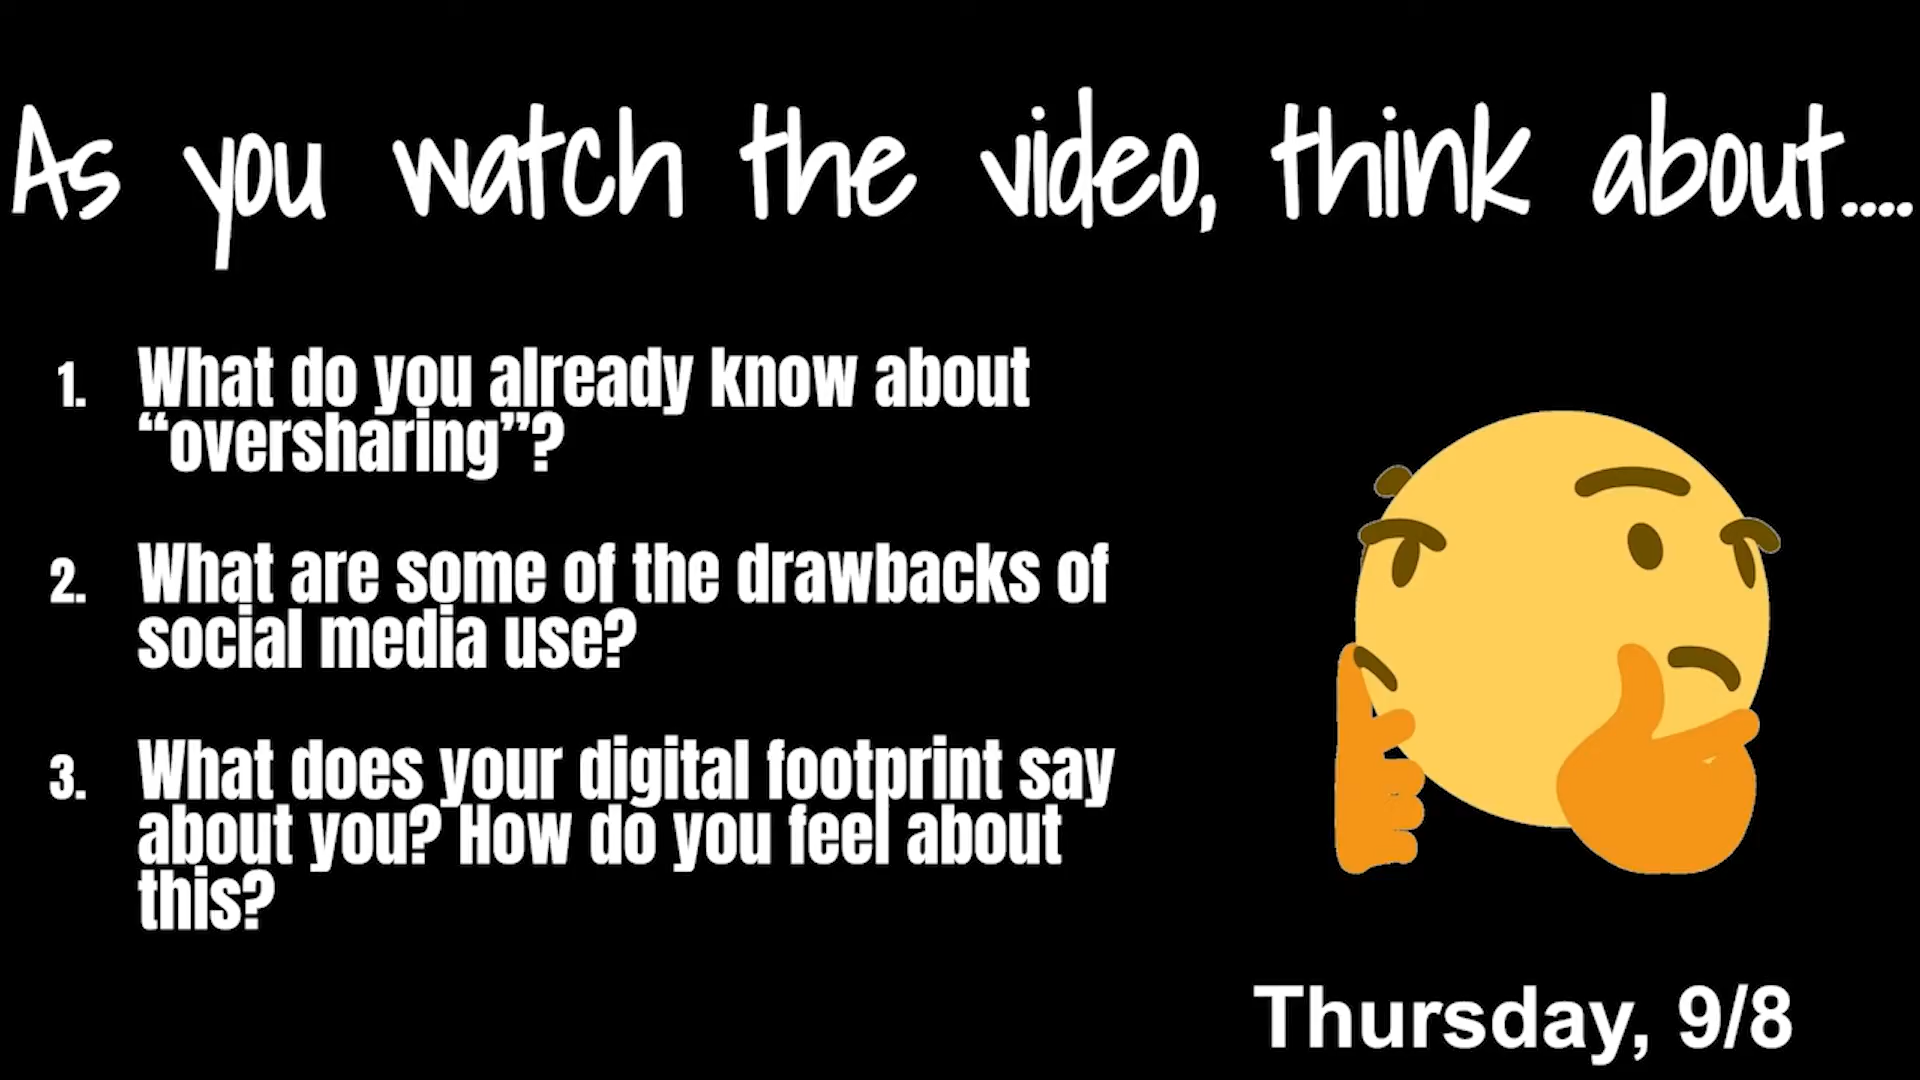 As you watch the video, think about....
1. What do you already know about
“oversharing”?
2. What are some of the drawbacks of
social media use?
3. What does your digital footprint say
about you? How do you feel about
this?
Thursday, 9/8